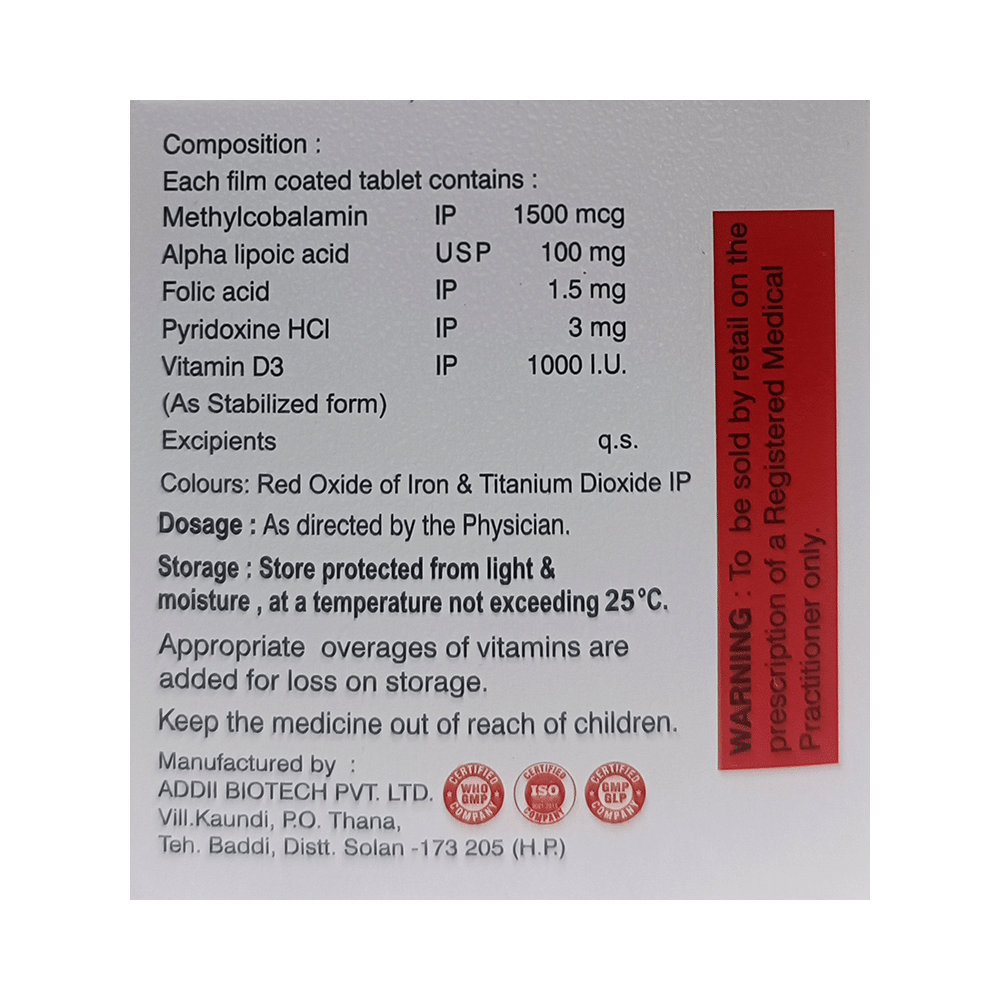 Composition :
Each film coated tablet contains :
Methylcobalamin IP 1500 mcg
Alpha lipoic acid USP 100 mg
Folic acid IP 1.5 mg
Pyridoxine HCl IP 3 mg
Vitamin D3 IP 1000 I.U.
(As Stabilized form)
Excipients q.s.
Colours: Red Oxide of Iron & Titanium Dioxide IP
Dosage : As directed by the Physician.
Storage : Store protected from light &
moisture , at a temperature not exceeding 25°C.
Appropriate overages of vitamins are
added for loss on storage.
Keep the medicine out of reach of children.
Manufactured by :
ADDII BIOTECH PVT. LTD.
Vill.Kaundi, P.O. Thana,
Teh. Baddi, Distt. Solan -173 205 (H.P.)
CERTIFIED
WHO
GMP
COMPANY
CERTIFIED
ISO
COMPANY
CERTIFIED
GMP
GLP
COMPANY
WARNING : To be sold by retail on the
prescription of a Registered Medical
Practitioner only.